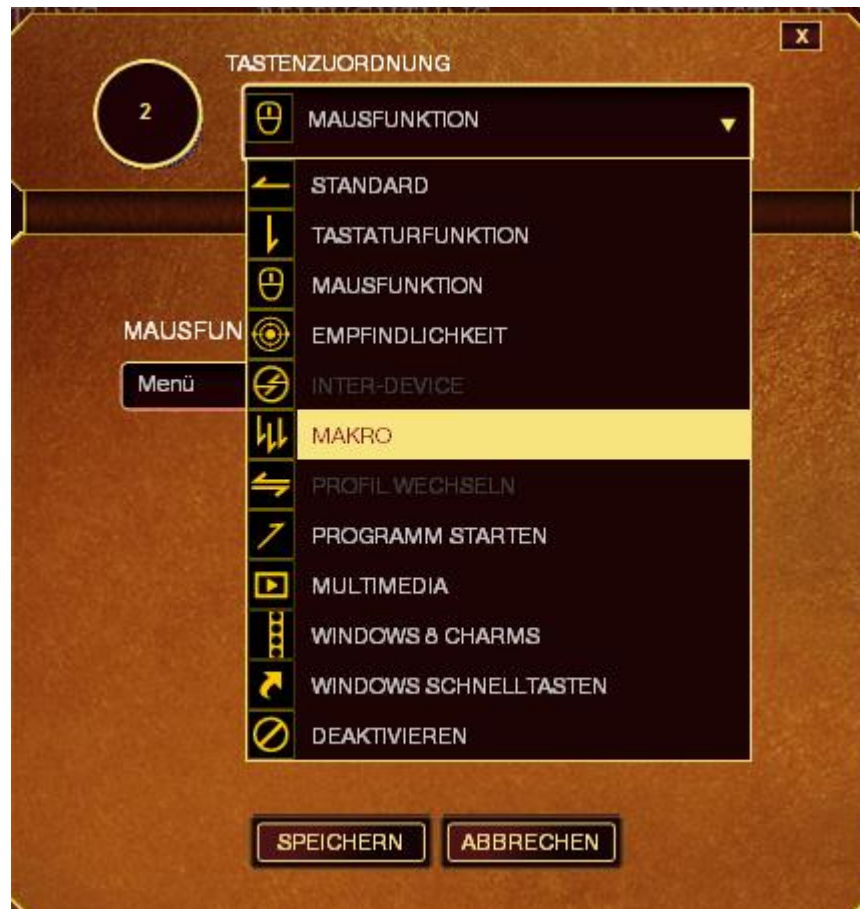 X
TASTENZUORDNUNG
2
MAUSFUNKTION
STANDARD
TASTATURFUNKTION
MAUSFUNKTION
MAUSFUN
EMPFINDLICHKEIT
Menü
INTER-DEVICE
MAKRO
PROFIL WECHSELN
PROGRAMM STARTEN
MULTIMEDIA
WINDOWS & CHARMS
WINDOWS SCHNELLTASTEN
DEAKTIVIEREN
SPEICHERN
ABBRECHEN